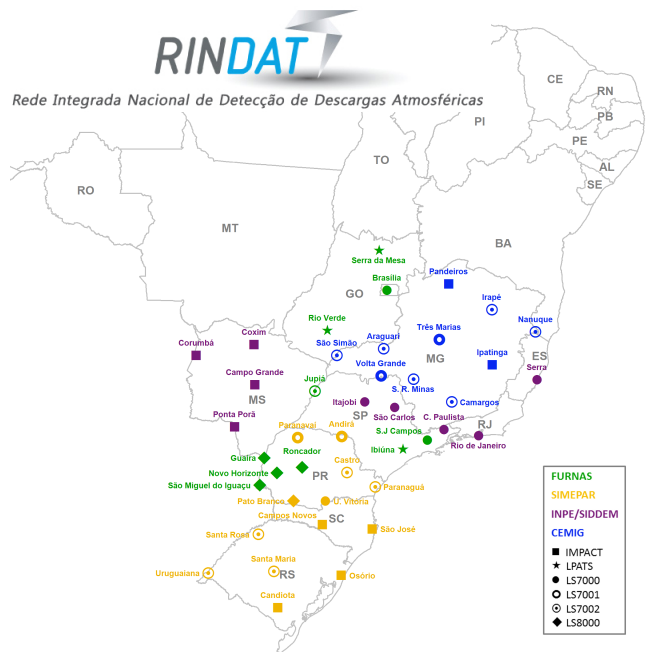 RINDAT
Rede Integrada Nacional de Detecção de Descargas Atmosféricas
CE
RN
PB
PI
PE
TO
AL
RO
SE
MT
BA
Serra da Mesa
Pandeiros
Brasília
GO
Irapé
Rio Verde
Nanuque
Três Marias
Coxim
Araguari
São Simão
Corumbá
MG
ES
Ipatinga
Volta Grande
Serra
Campo Grande
Jupiá
S. R. Minas
MS
Itajobi
Camargos
Ponta Porã
SP
São Carlos
C. Paulista
RJ
Paranavaí
Andirá
S.J Campos
Rio de Janeiro
Roncador
Ibiúna
Guaíra
Castro
Novo Horizonte
PR
São Miguel do Iguaçu
Paranaguá
Pato Branco
U. Vitória
Campos Novos
SC
São José
Santa Rosa
Santa Maria
Uruguaiana
RS
Osório
Candiota
FURNAS
SIMEPAR
INPE/SIDDEM
CEMIG
IMPACT
LPATS
LS7000
LS7001
LS7002
LS8000